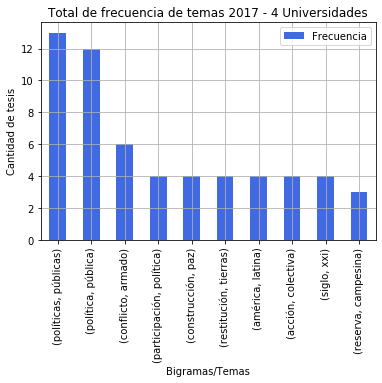 Total de frecuencia de temas 2017 - 4 Universidades
Frecuencia
Cantidad de tesis
12
10
8
6
4
2
0
(políticas, públicas)
(política, pública)
(conflicto, armado)
(participación, política)
(construcción, paz)
(restitución, tierras)
(américa, latina)
(acción, colectiva)
(siglo, xxi)
(reserva, campesina)
Bigramas/Temas